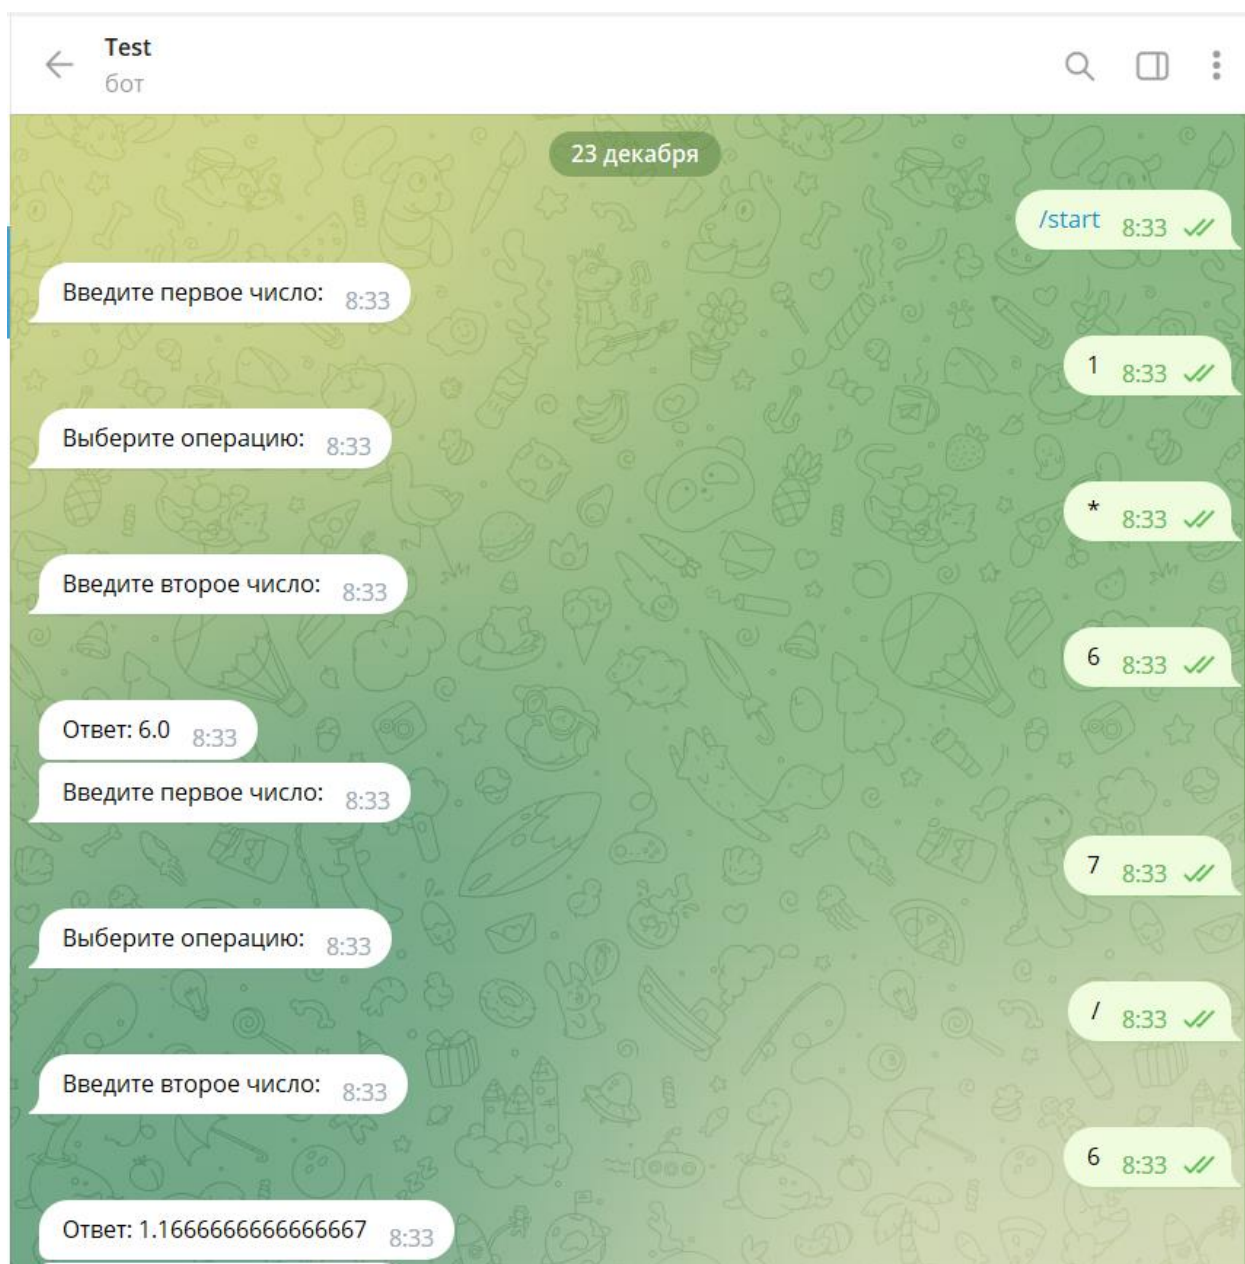 Test
бот
23 декабря
/start 8:33
Введите первое число: 8:33
1 8:33
Выберите операцию: 8:33
* 8:33
Введите второе число: 8:33
6 8:33
Ответ: 6.0 8:33
Введите первое число: 8:33
7 8:33
Выберите операцию: 8:33
/ 8:33
Введите второе число: 8:33
6 8:33
Ответ: 1.1666666666666667 8:33